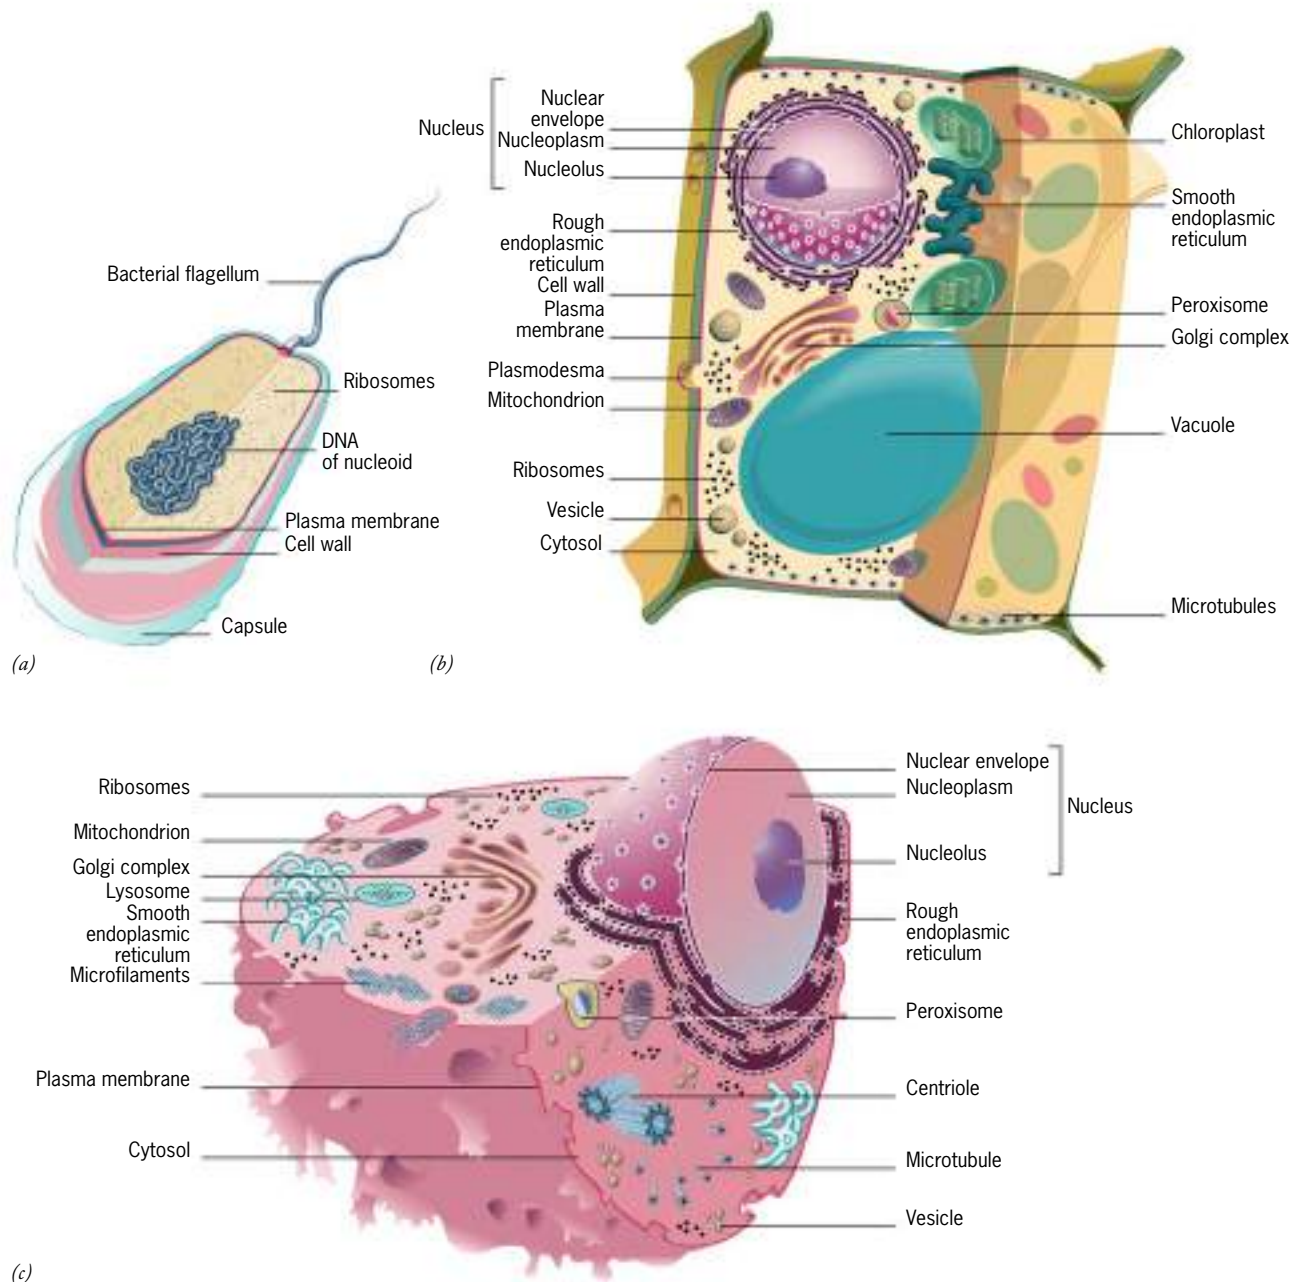 Bacterial flagellum
Ribosomes
DNA
of nucleoid
Plasma membrane
Cell wall
Capsule
(a)
Nucleus
Nuclear
envelope
Nucleoplasm
Nucleolus
Rough
endoplasmic
reticulum
Cell wall
Plasma
membrane
Plasmodesma
Mitochondrion
Ribosomes
Vesicle
Cytosol
Chloroplast
Smooth
endoplasmic
reticulum
Peroxisome
Golgi complex
Vacuole
Microtubules
(b)
Ribosomes
Mitochondrion
Golgi complex
Lysosome
Smooth
endoplasmic
reticulum
Microfilaments
Plasma membrane
Cytosol
Nuclear envelope
Nucleoplasm
Nucleus
Nucleolus
Rough
endoplasmic
reticulum
Peroxisome
Centriole
Microtubule
Vesicle
(c)